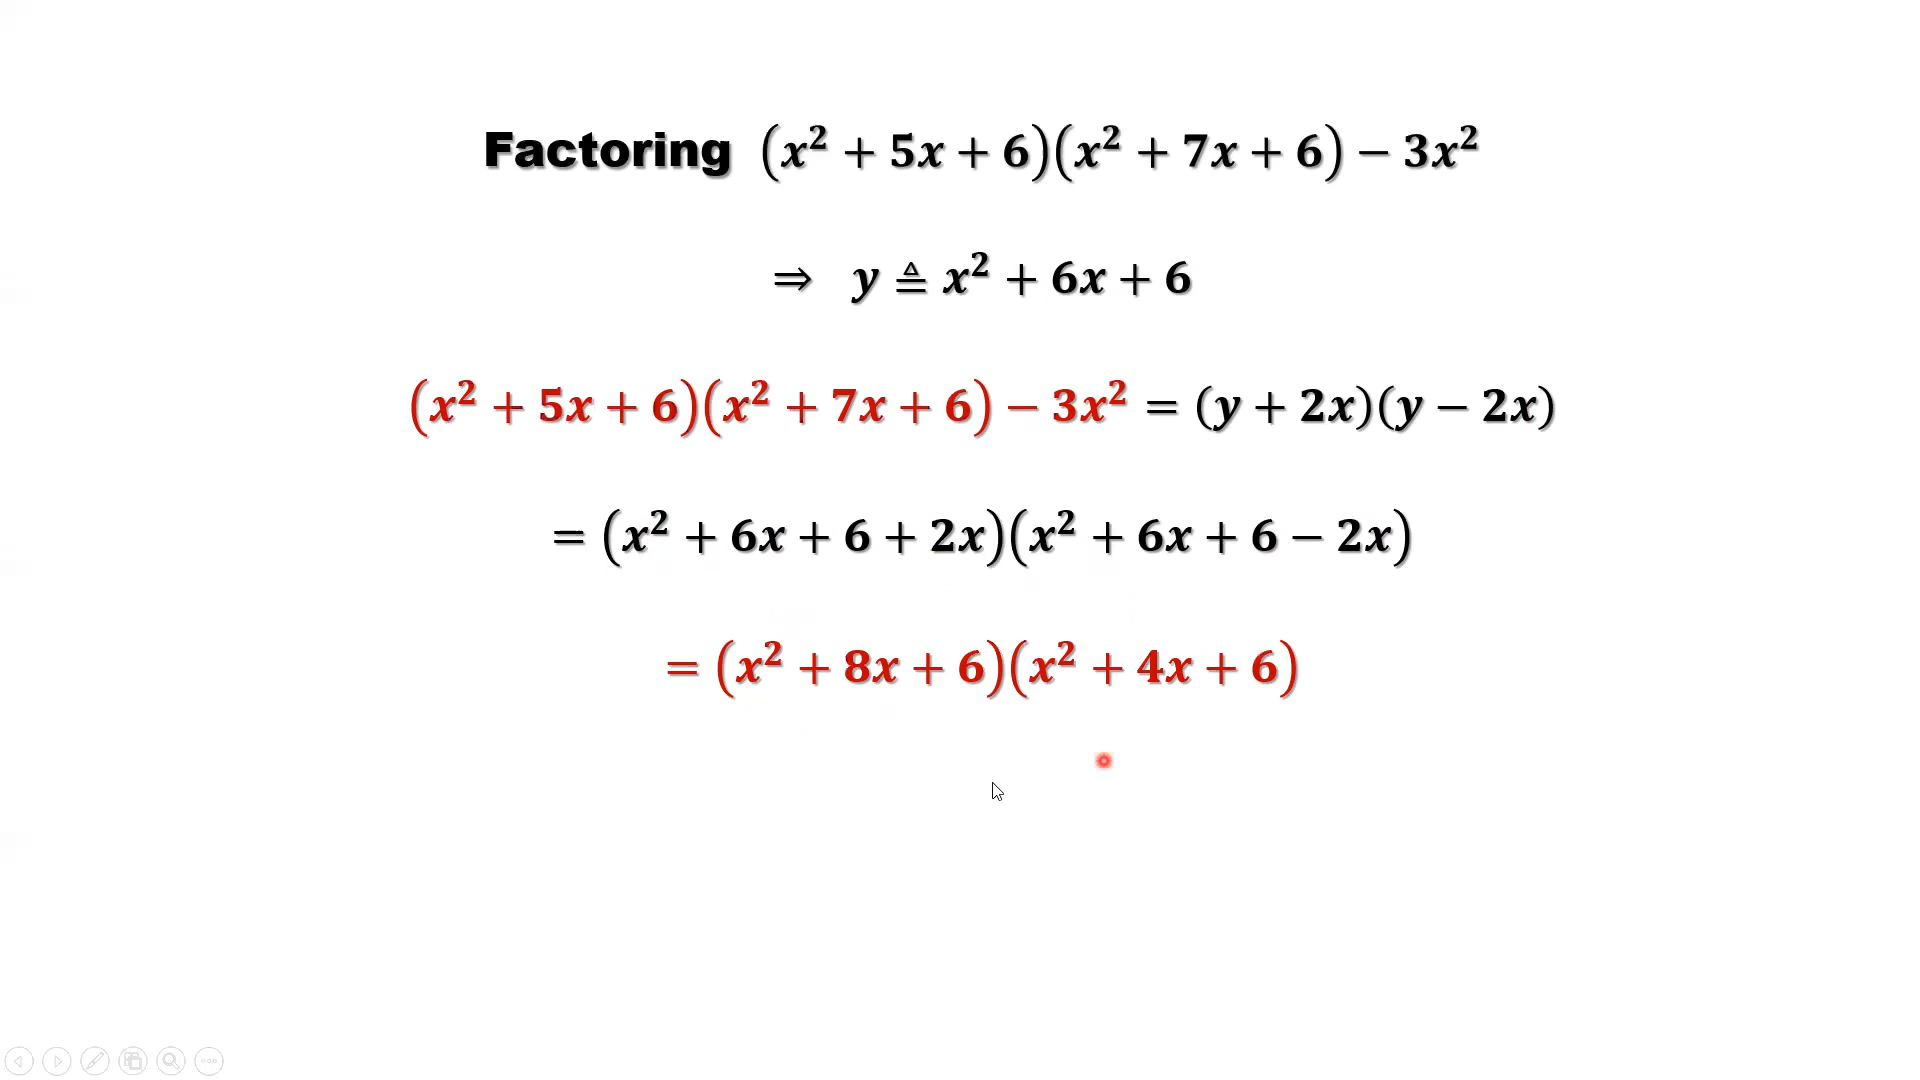 Factoring (x² + 5x + 6)(x² + 7x + 6) − 3x²
⇒ y ≜ x² + 6x + 6
(x² + 5x + 6)(x² + 7x + 6) − 3x² = (y + 2x)(y − 2x)
= (x² + 6x + 6 + 2x)(x² + 6x + 6 − 2x)
= (x² + 8x + 6)(x² + 4x + 6)